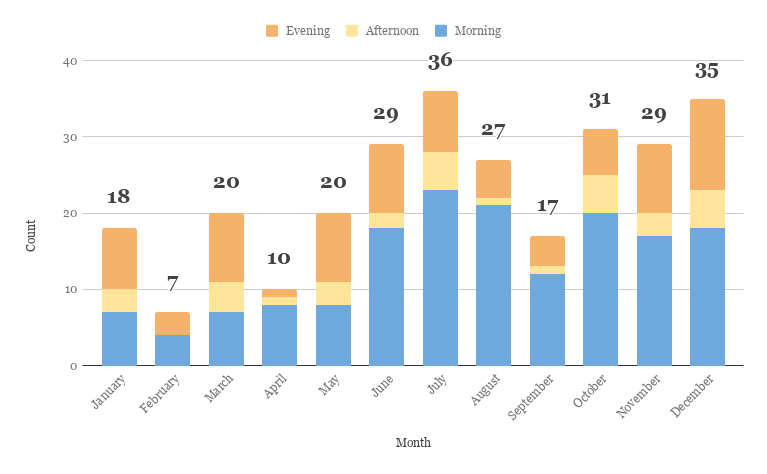 Evening Afternoon Morning
40
30
20
10
0
Count
18
7
20
10
20
29
36
27
17
31
29
35
January
February
March
April
May
June
July
August
September
October
November
December
Month